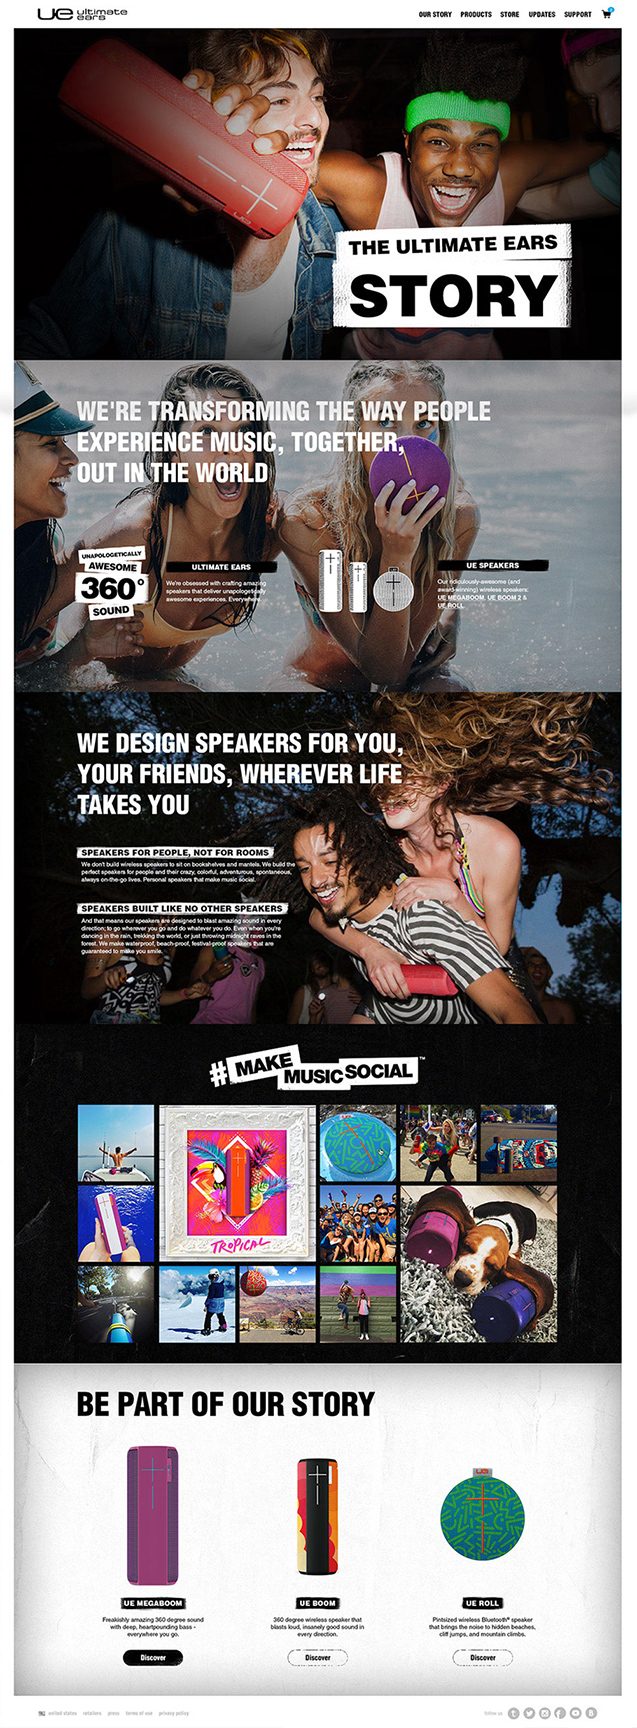 UE ultimate
ears
OUR STORY PRODUCTS STORE UPDATES SUPPORT
THE ULTIMATE EARS
STORY
WE'RE TRANSFORMING THE WAY PEOPLE
EXPERIENCE MUSIC, TOGETHER,
OUT IN THE WORLD
UNAPOLOGETICALLY
AWESOME
360°
SOUND
ULTIMATE EARS
We're obsessed with crafting amazing
speakers that deliver unapologetically
awesome experiences. Everywhere.
UE SPEAKERS
Our ridiculously-awesome (and
award-winning) wireless speakers:
UE MEGABOOM, UE BOOM 2 &
UE ROLL
WE DESIGN SPEAKERS FOR YOU,
YOUR FRIENDS, WHEREVER LIFE
TAKES YOU
SPEAKERS FOR PEOPLE, NOT FOR ROOMS
We don't build wireless speakers to sit on bookshelves and mantels. We build the
perfect speakers for people and their crazy, colorful, adventurous, spontaneous,
always on-the-go lives. Personal speakers that make music social.
SPEAKERS BUILT LIKE NO OTHER SPEAKERS
And that means our speakers are designed to blast amazing sound in every
direction; to go wherever you go and do whatever you do. Even when you're
dancing in the rain, trekking the world, or just throwing midnight raves in the
forest. We make waterproof, beach-proof, festival-proof speakers that are
guaranteed to make you smile.
#MAKE
MUSIC SOCIAL™
TROPICAL
BE PART OF OUR STORY
UE MEGABOOM
Freakishly amazing 360 degree sound
with deep, heartpounding bass -
everywhere you go.
Discover
UE BOOM
360 degree wireless speaker that
blasts loud, insanely good sound in
every direction.
Discover
UE ROLL
Pintsized wireless Bluetooth® speaker
that brings the noise to hidden beaches,
cliff jumps, and mountain climbs.
Discover
united states retailers press terms of use privacy policy
follow us